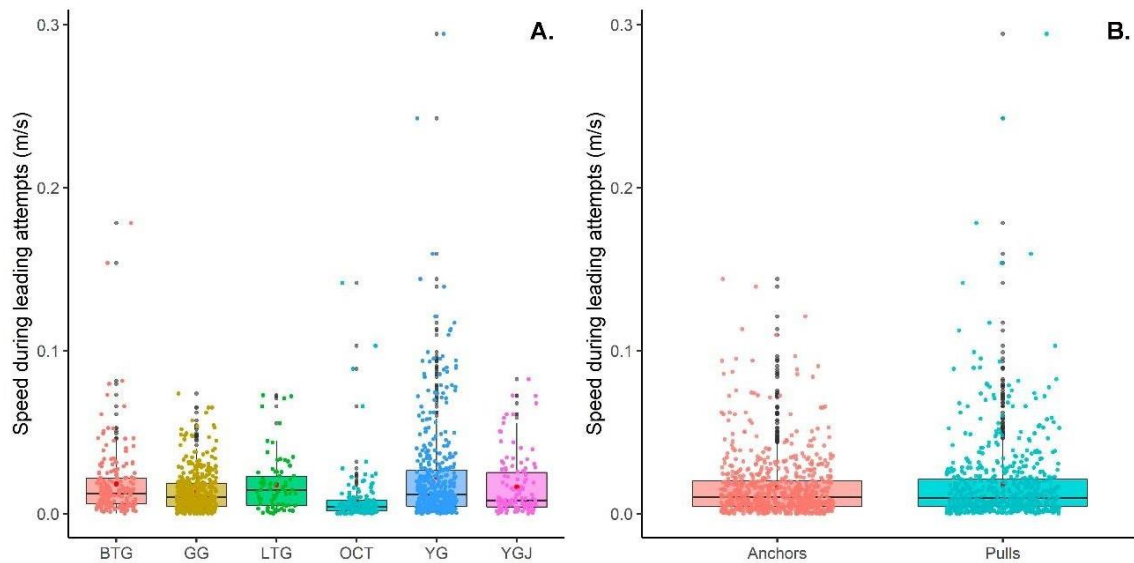 A.
Speed during leading attempts (m/s)
0.3
0.2
0.1
0.0
BTG GG LTG OCT YG YGJ
B.
Speed during leading attempts (m/s)
0.3
0.2
0.1
0.0
Anchors Pulls